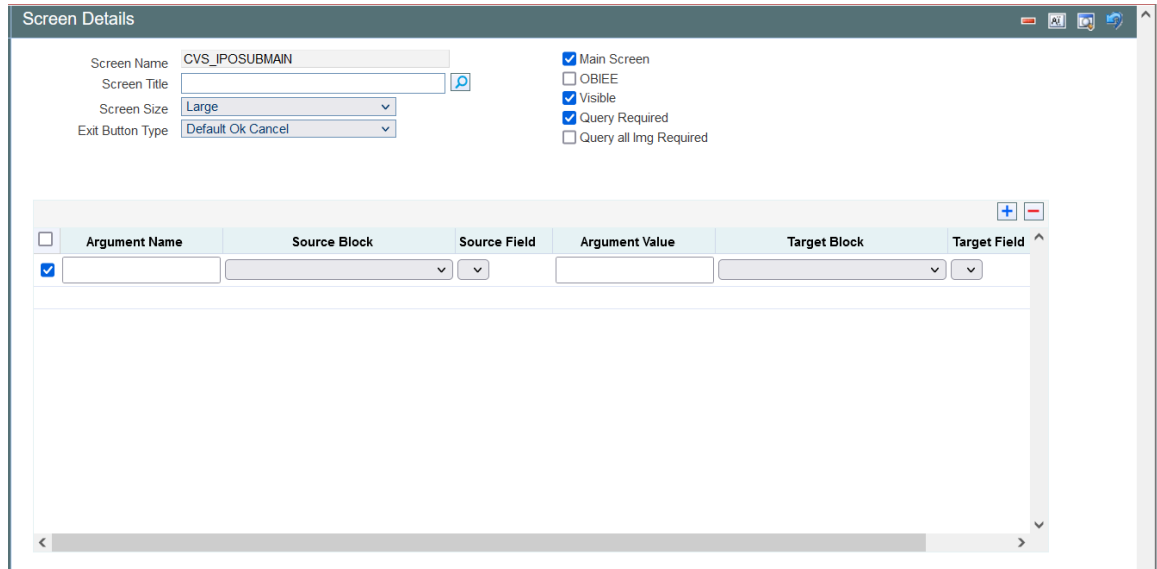 Screen Details
Screen Name CVS_IPOSUBMAIN
Screen Title
Screen Size Large
Exit Button Type Default Ok Cancel
Main Screen
OBIEE
Visible
Query Required
Query all Img Required
Argument Name Source Block Source Field Argument Value Target Block Target Field